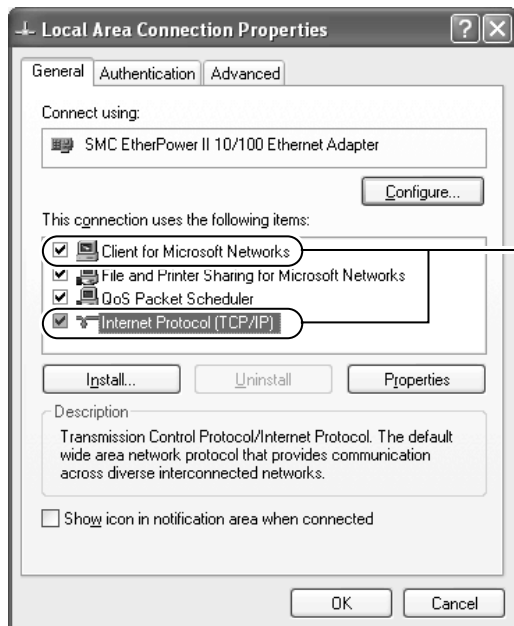 Local Area Connection Properties
General Authentication Advanced
Connect using:
SMC EtherPower II 10/100 Ethernet Adapter
Configure...
This connection uses the following items:
Client for Microsoft Networks
File and Printer Sharing for Microsoft Networks
QoS Packet Scheduler
Internet Protocol (TCP/IP)
Install... Uninstall Properties
Description
Transmission Control Protocol/Internet Protocol. The default
wide area network protocol that provides communication
across diverse interconnected networks.
Show icon in notification area when connected
OK Cancel